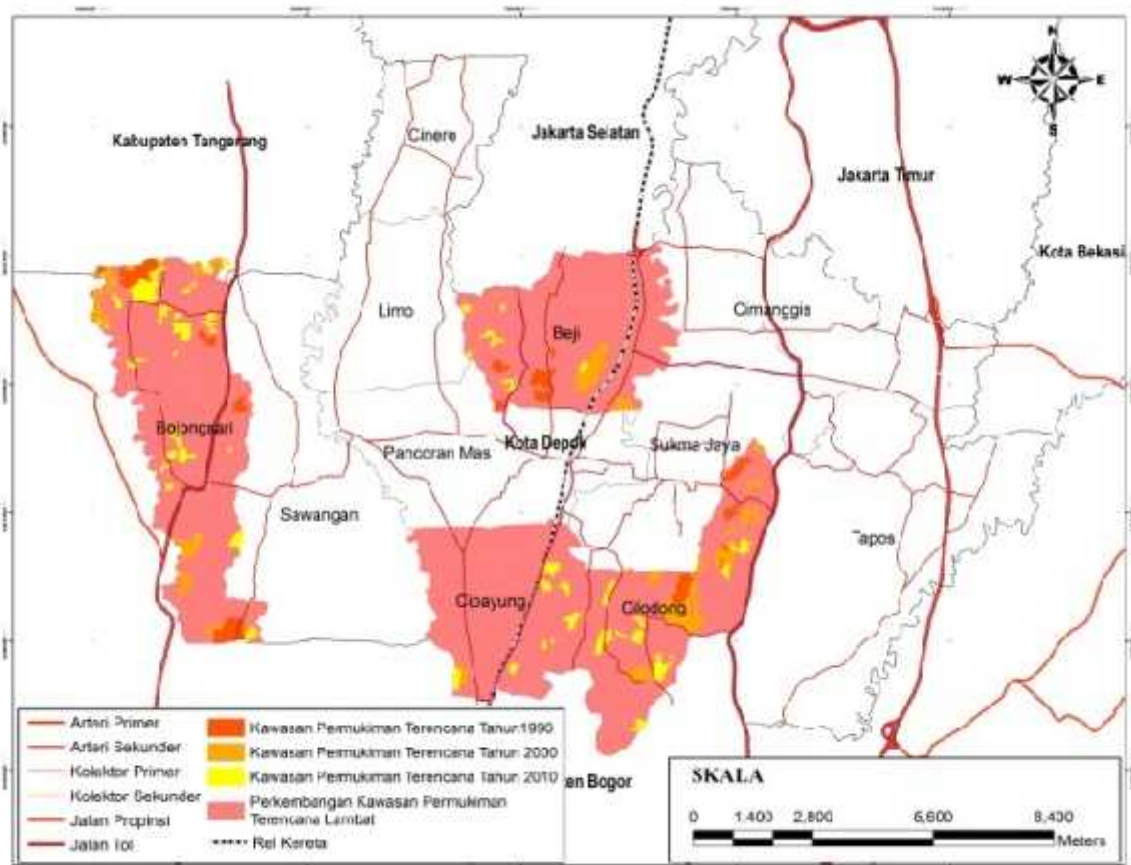 N
W E
S
Cinere
Jakarta Selatan
Kabupaten Tangerang
Jakarta Timur
Kota Bekasi
Limo
Beji
Cimanggis
Bojongsari
Pancoran Mas
Kota Depok
Sukma Jaya
Sawangan
Tapos
Cipayung
Cilodong
Arteri Primer
Arteri Sekunder
Kolektor Primer
Kolektor Sekunder
Jalan Propinsi
Jalan Tol
Kawasan Permukiman Terencana Tahun 1990
Kawasan Permukiman Terencana Tahun 2000
Kawasan Permukiman Terencana Tahun 2010
Perkembangan Kawasan Permukiman
Terencana Lambat
Rel Kereta
en Bogor
SKALA
0 1,400 2,800 6,600 8,430
Meters